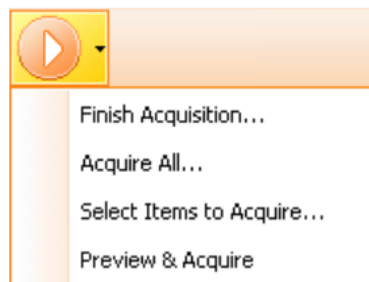 Finish Acquisition...
Acquire All...
Select Items to Acquire...
Preview & Acquire